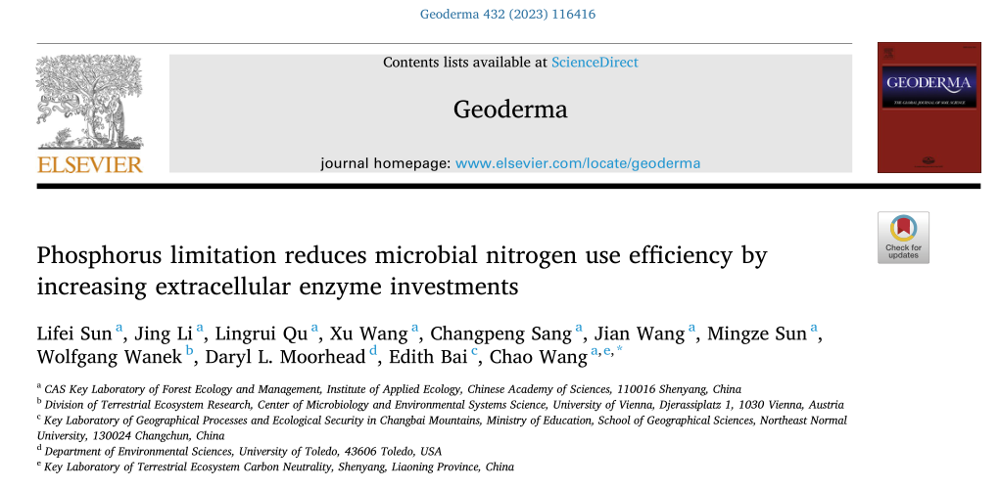 Geoderma 432 (2023) 116416
Contents lists available at ScienceDirect
Geoderma
journal homepage: www.elsevier.com/locate/geoderma
ELSEVIER
GEODERMA
THE GLOBAL JOURNAL OF SOIL SCIENCE
Check for
updates
Phosphorus limitation reduces microbial nitrogen use efficiency by
increasing extracellular enzyme investments
Lifei Sun a, Jing Li a, Lingrui Qu a, Xu Wang a, Changpeng Sang a, Jian Wang a, Mingze Sun a,
Wolfgang Wanek b, Daryl L. Moorhead d, Edith Bai c, Chao Wang a,e,*
a CAS Key Laboratory of Forest Ecology and Management, Institute of Applied Ecology, Chinese Academy of Sciences, 110016 Shenyang, China
b Division of Terrestrial Ecosystem Research, Center of Microbiology and Environmental Systems Science, University of Vienna, Djerassiplatz 1, 1030 Vienna, Austria
c Key Laboratory of Geographical Processes and Ecological Security in Changbai Mountains, Ministry of Education, School of Geographical Sciences, Northeast Normal
University, 130024 Changchun, China
d Department of Environmental Sciences, University of Toledo, 43606 Toledo, USA
e Key Laboratory of Terrestrial Ecosystem Carbon Neutrality, Shenyang, Liaoning Province, China